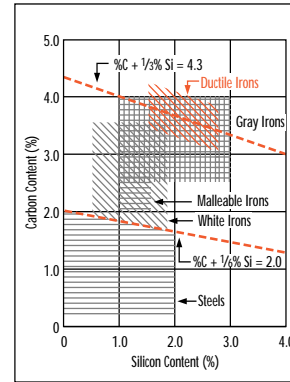 5.0
4.0
3.0
2.0
1.0
0
0
1.0
2.0
3.0
4.0
Carbon Content (%)
Silicon Content (%)
%C + 1/3% Si = 4.3
Ductile Irons
Gray Irons
Malleable Irons
White Irons
%C + 1/6% Si = 2.0
Steels